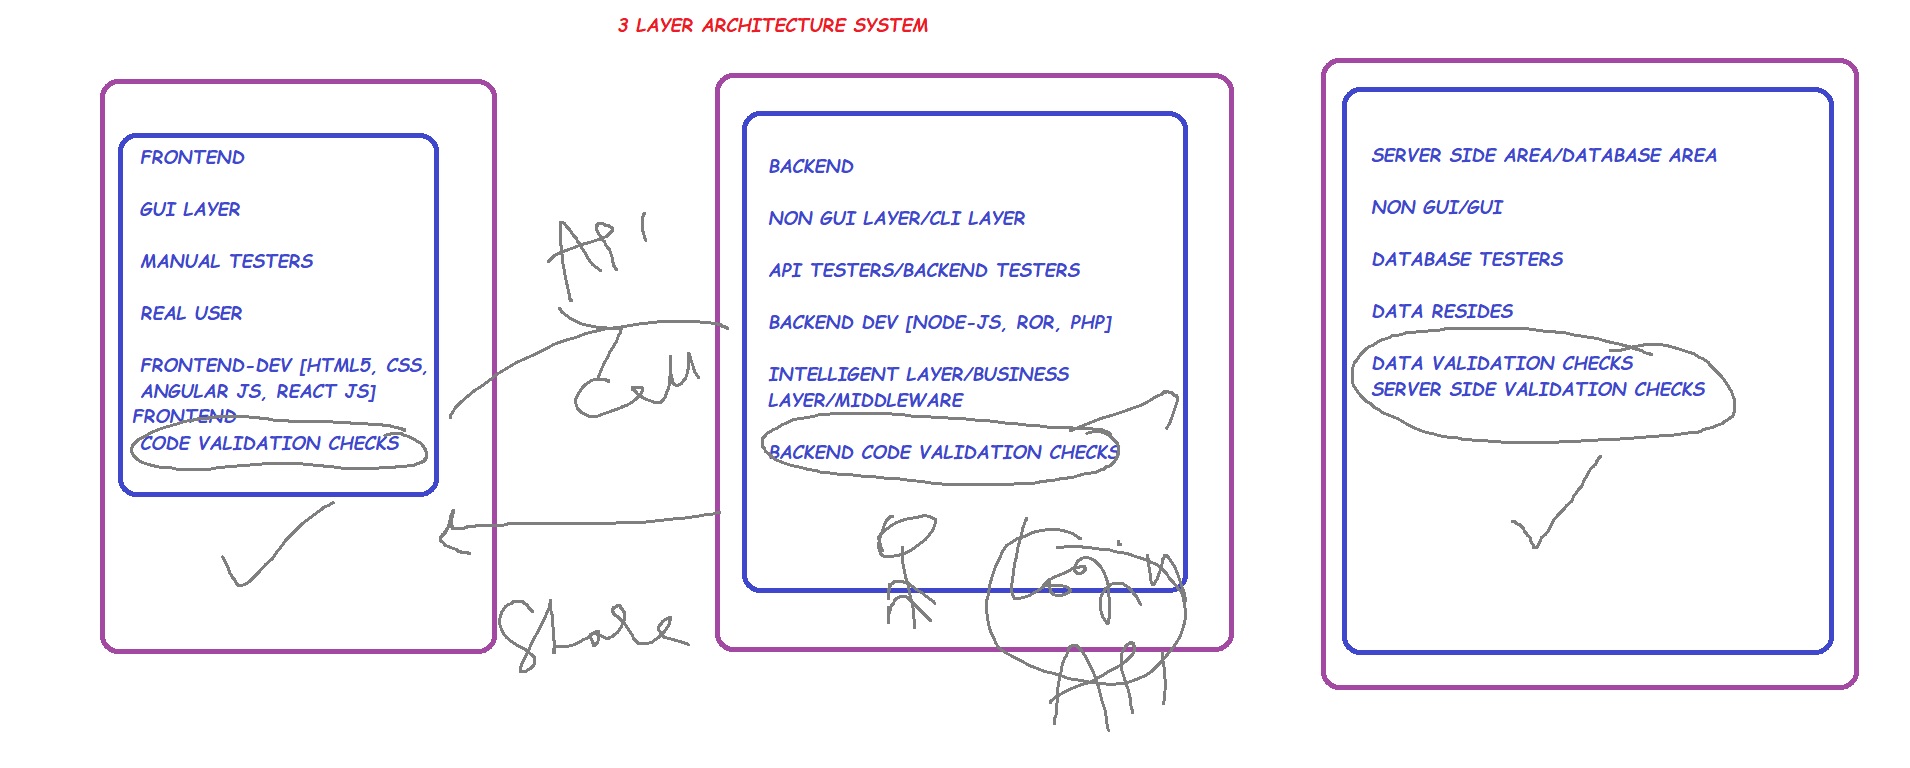 3 LAYER ARCHITECTURE SYSTEM
FRONTEND
GUI LAYER
MANUAL TESTERS
REAL USER
FRONTEND-DEV [HTML5, CSS,
ANGULAR JS, REACT JS]
FRONTEND
CODE VALIDATION CHECKS
API
Call
Share
BACKEND
NON GUI LAYER/CLI LAYER
API TESTERS/BACKEND TESTERS
BACKEND DEV [NODE-JS, ROR, PHP]
INTELLIGENT LAYER/BUSINESS
LAYER/MIDDLEWARE
BACKEND CODE VALIDATION CHECKS
Login
API
SERVER SIDE AREA/DATABASE AREA
NON GUI/GUI
DATABASE TESTERS
DATA RESIDES
DATA VALIDATION CHECKS
SERVER SIDE VALIDATION CHECKS